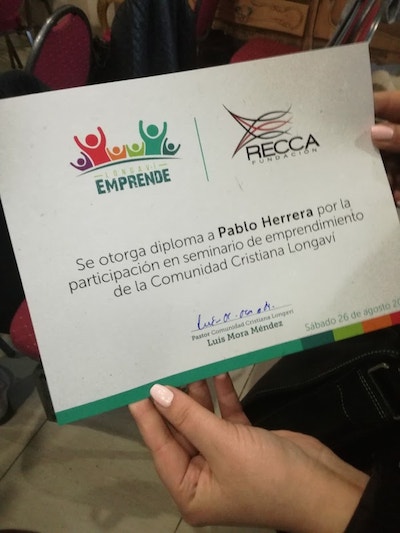 LONGAVÍ
EMPRENDE
RECCA
FUNDACIÓN
Se otorga diploma a Pablo Herrera por la
participación en seminario de emprendimiento
de la Comunidad Cristiana Longaví
Pastor Comunidad Cristiana Longaví
Luis Mora Méndez
Sábado 26 de agosto 20